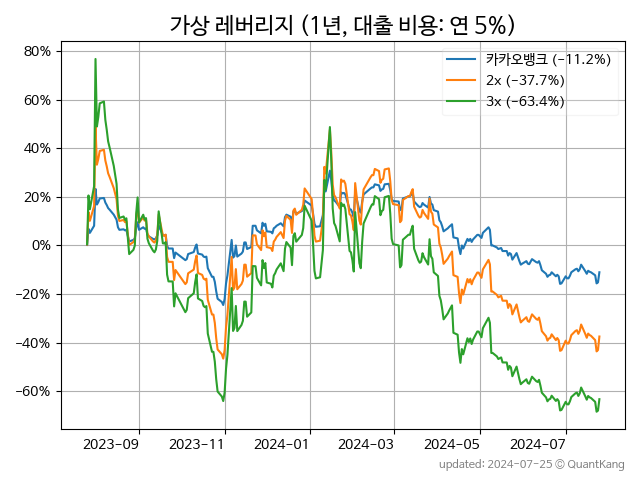 가상 레버리지 (1년, 대출 비용: 연 5%)
80%
60%
40%
20%
0%
−20%
−40%
−60%
카카오뱅크 (−11.2%)
2x (−37.7%)
3x (−63.4%)
2023-09
2023-11
2024-01
2024-03
2024-05
2024-07
updated: 2024-07-25 © QuantKang